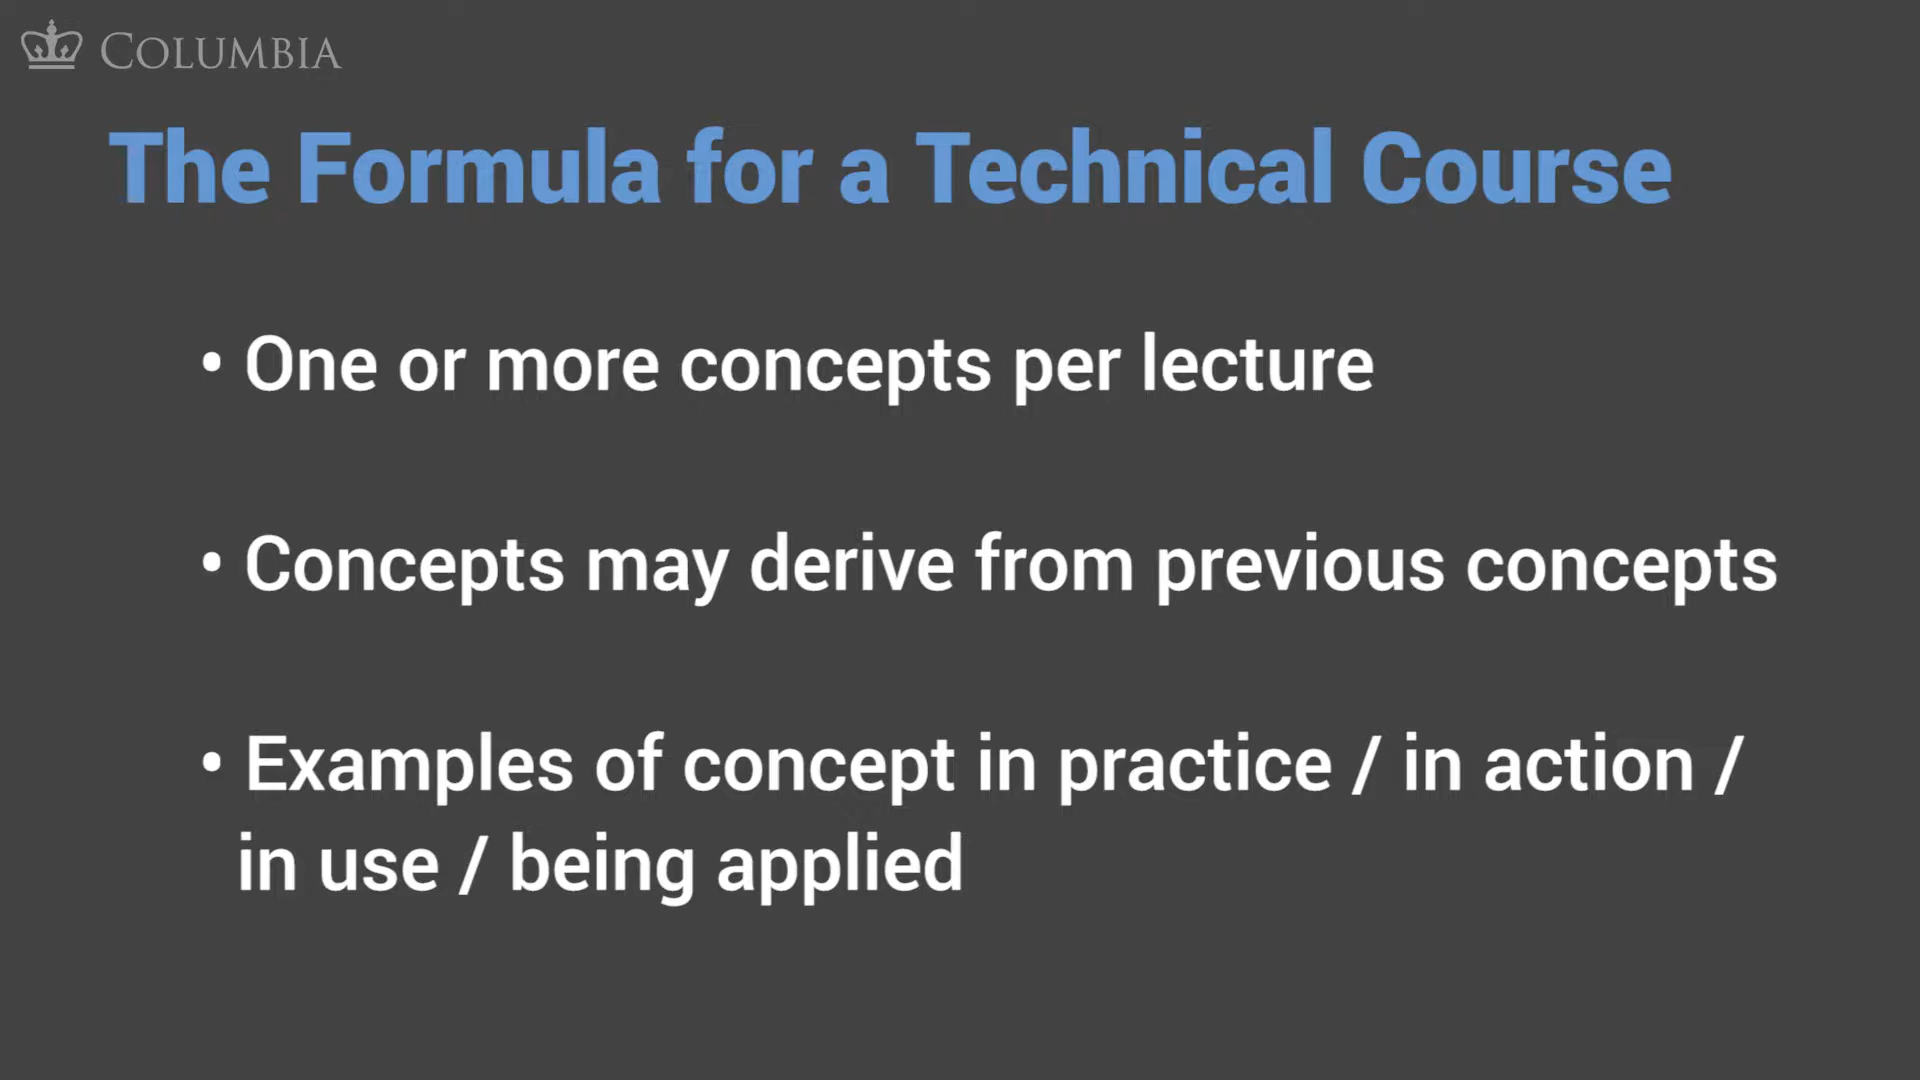 COLUMBIA
The Formula for a Technical Course
• One or more concepts per lecture
• Concepts may derive from previous concepts
• Examples of concept in practice / in action /
in use / being applied